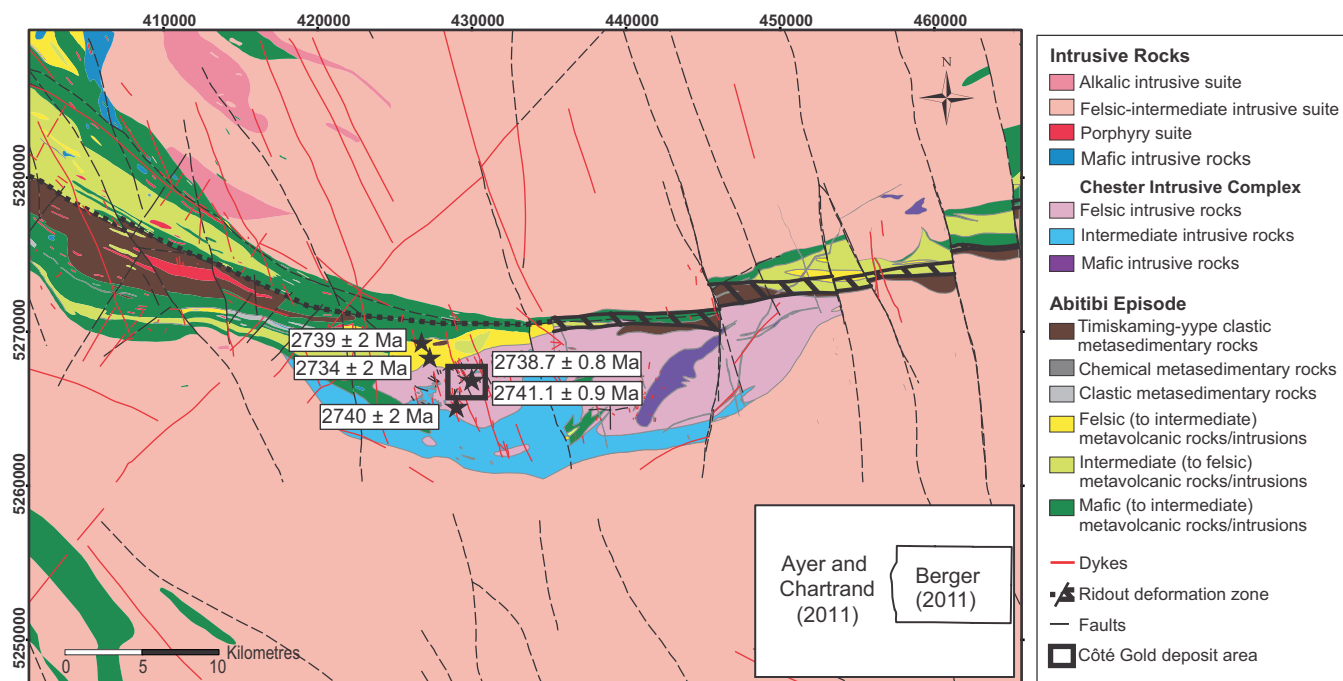 410000 420000 430000 440000 450000 460000
5280000
5270000
5260000
5250000
N
2739 ± 2 Ma
2734 ± 2 Ma
2740 ± 2 Ma
2738.7 ± 0.8 Ma
2741.1 ± 0.9 Ma
Ayer and
Chartrand
(2011)
Berger
(2011)
Kilometres
0 5 10
Intrusive Rocks
Alkalic intrusive suite
Felsic-intermediate intrusive suite
Porphyry suite
Mafic intrusive rocks
Chester Intrusive Complex
Felsic intrusive rocks
Intermediate intrusive rocks
Mafic intrusive rocks
Abitibi Episode
Timiskaming-yype clastic
metasedimentary rocks
Chemical metasedimentary rocks
Clastic metasedimentary rocks
Felsic (to intermediate)
metavolcanic rocks/intrusions
Intermediate (to felsic)
metavolcanic rocks/intrusions
Mafic (to intermediate)
metavolcanic rocks/intrusions
Dykes
Ridout deformation zone
Faults
Côté Gold deposit area